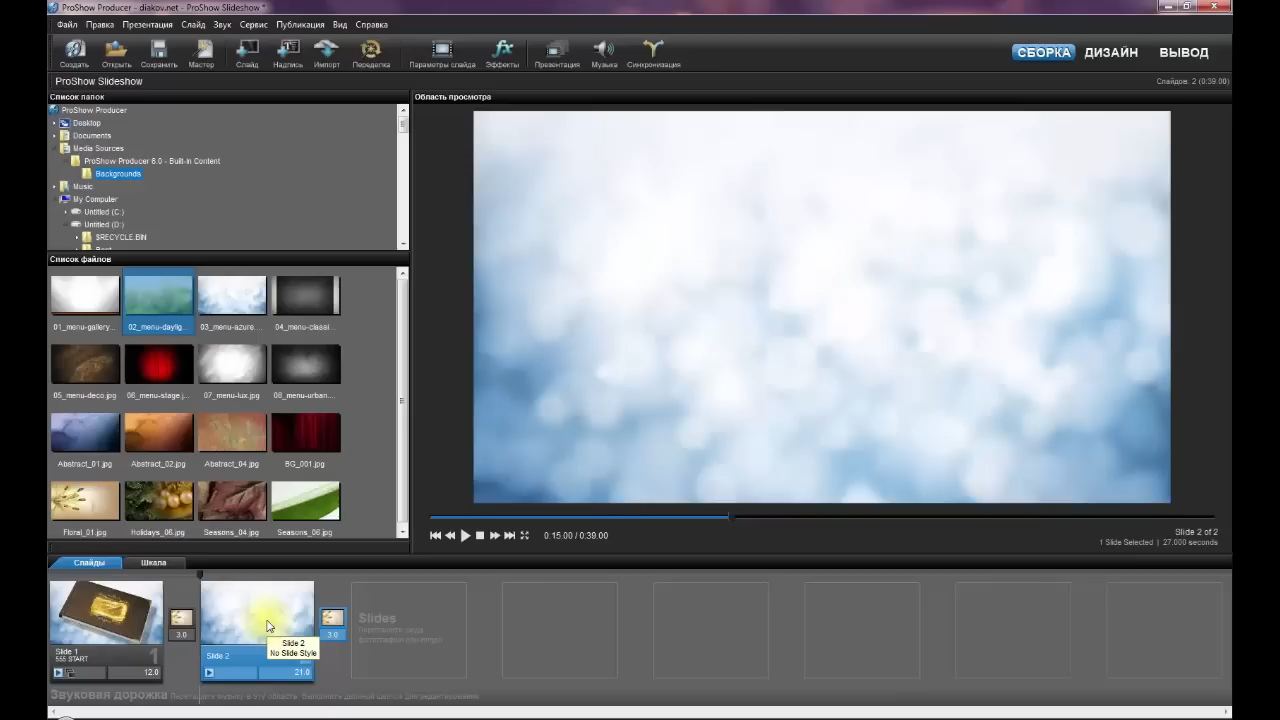 ProShow Producer - diakov.net - ProShow Slideshow *
Файл Правка Презентация Слайд Звук Сервис Публикация Вид Справка
Создать Открыть Сохранить Мастер Слайд Надпись Импорт Переделка Параметры слайда Эффекты Презентация Музыка Синхронизация
СБОРКА ДИЗАЙН ВЫВОД
ProShow Slideshow
Слайдов: 2 (0:39.00)
Список папок
Область просмотра
ProShow Producer
Desktop
Documents
Media Sources
ProShow Producer 6.0 - Built-In Content
Backgrounds
Music
My Computer
Untitled (C:)
Untitled (D:)
$RECYCLE.BIN
Список файлов
01_menu-gallery... 02_menu-daylig... 03_menu-azure.... 04_menu-classi...
05_menu-deco.jpg 06_menu-stage.j... 07_menu-lux.jpg 08_menu-urban....
Abstract_01.jpg Abstract_02.jpg Abstract_04.jpg BG_001.jpg
Floral_01.jpg Holidays_06.jpg Seasons_04.jpg Seasons_06.jpg
0:15.00 / 0:39.00
Slide 2 of 2
1 Slide Selected | 27.000 seconds
Слайды Шкала
Slides
3.0
3.0
Slide 1
555 START
1
12.0
Slide 2
21.0
Slide 2
No Slide Style
Звуковая дорожка